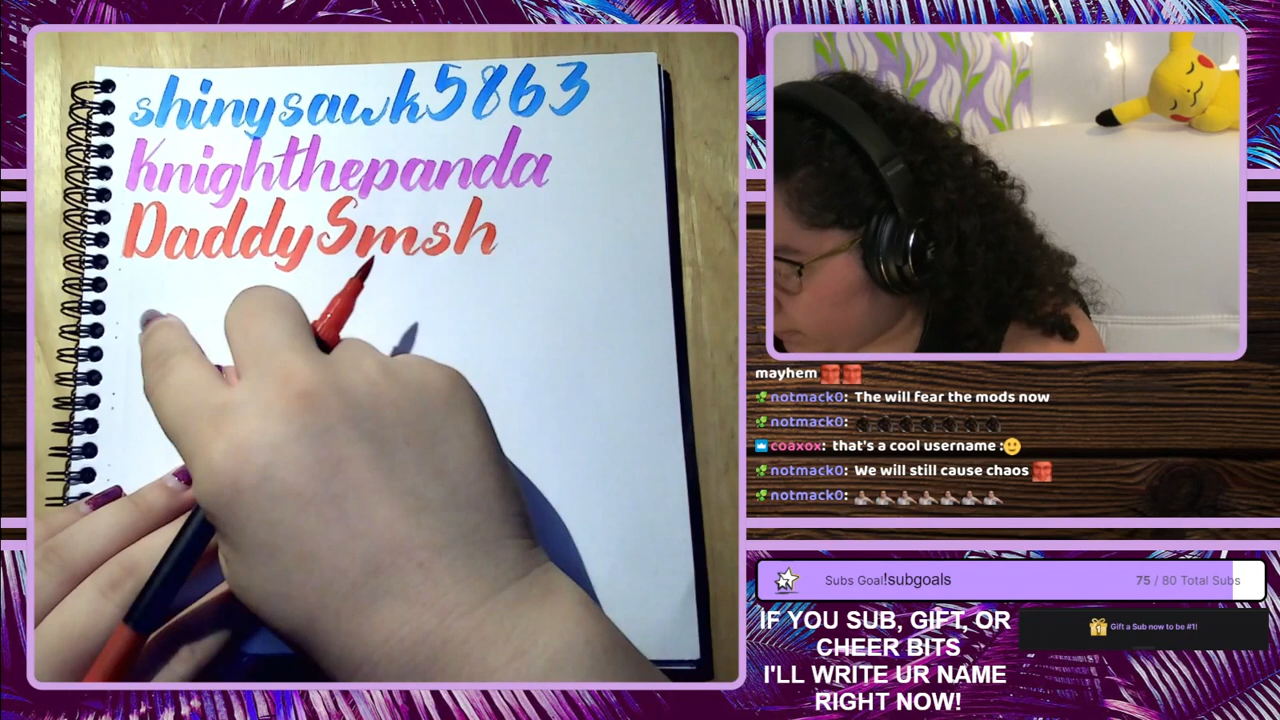 shinysawk5863
Knighthepanda
DaddySmsh
mayhem
notmack0: The will fear the mods now
notmack0:
coaxox: that's a cool username :
notmack0: We will still cause chaos
notmack0:
Subs Goal!subgoals 75 / 80 Total Subs
IF YOU SUB, GIFT, OR
CHEER BITS
I'LL WRITE UR NAME
RIGHT NOW!
1 Gift a Sub now to be #1!